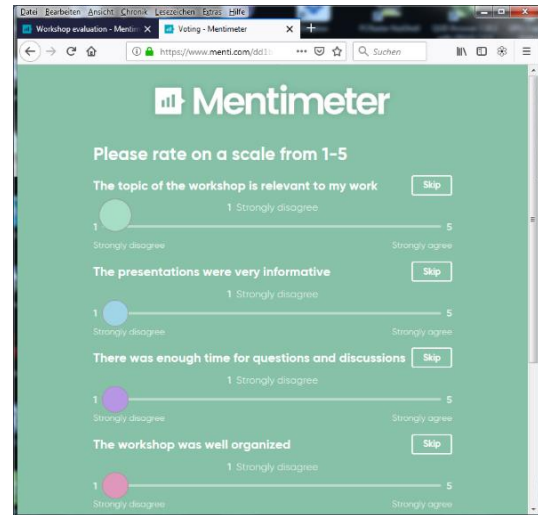 Datei Bearbeiten Ansicht Chronik Lesezeichen Extras Hilfe
Workshop evaluation - Mentim Voting - Mentimeter
https://www.menti.com/dd1 Suchen
Mentimeter
Please rate on a scale from 1-5
The topic of the workshop is relevant to my work Skip
1 Strongly disagree
1 5
Strongly disagree Strongly agree
The presentations were very informative Skip
1 Strongly disagree
1 5
Strongly disagree Strongly agree
There was enough time for questions and discussions Skip
1 Strongly disagree
1 5
Strongly disagree Strongly agree
The workshop was well organized Skip
1 Strongly disagree
1 5
Strongly disagree Strongly agree